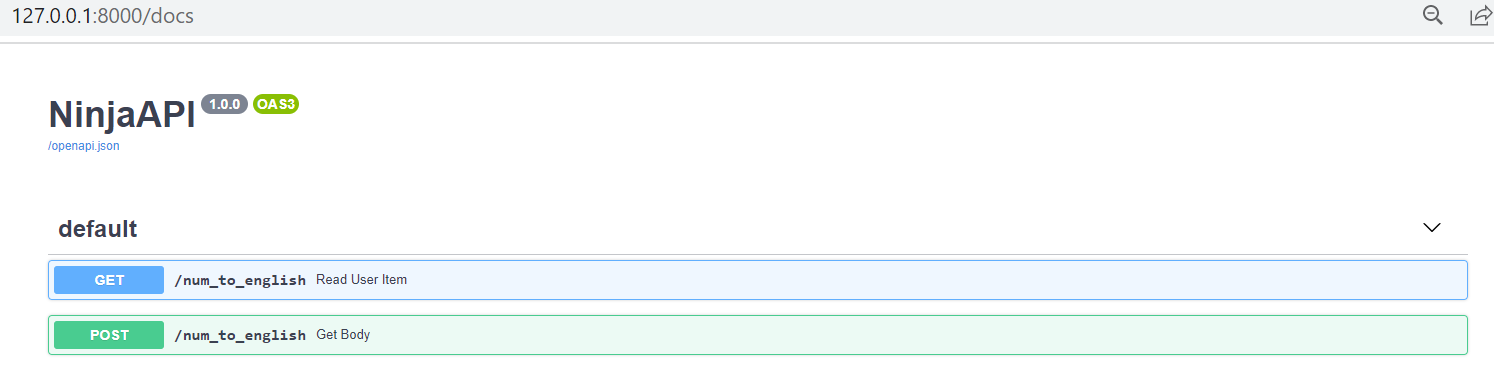 127.0.0.1:8000/docs
NinjaAPI 1.0.0 OAS3
/openapi.json
default
GET /num_to_english Read User Item
POST /num_to_english Get Body